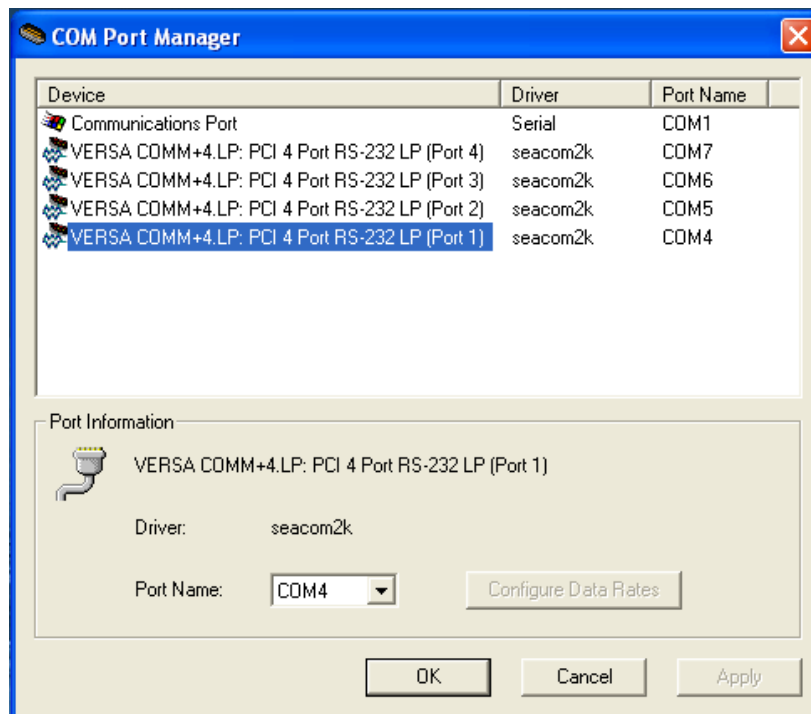 COM Port Manager
Device Driver Port Name
Communications Port Serial COM1
VERSA COMM+4.LP: PCI 4 Port RS-232 LP (Port 4) seacom2k COM7
VERSA COMM+4.LP: PCI 4 Port RS-232 LP (Port 3) seacom2k COM6
VERSA COMM+4.LP: PCI 4 Port RS-232 LP (Port 2) seacom2k COM5
VERSA COMM+4.LP: PCI 4 Port RS-232 LP (Port 1) seacom2k COM4
Port Information
VERSA COMM+4.LP: PCI 4 Port RS-232 LP (Port 1)
Driver: seacom2k
Port Name: COM4 Configure Data Rates
OK Cancel Apply